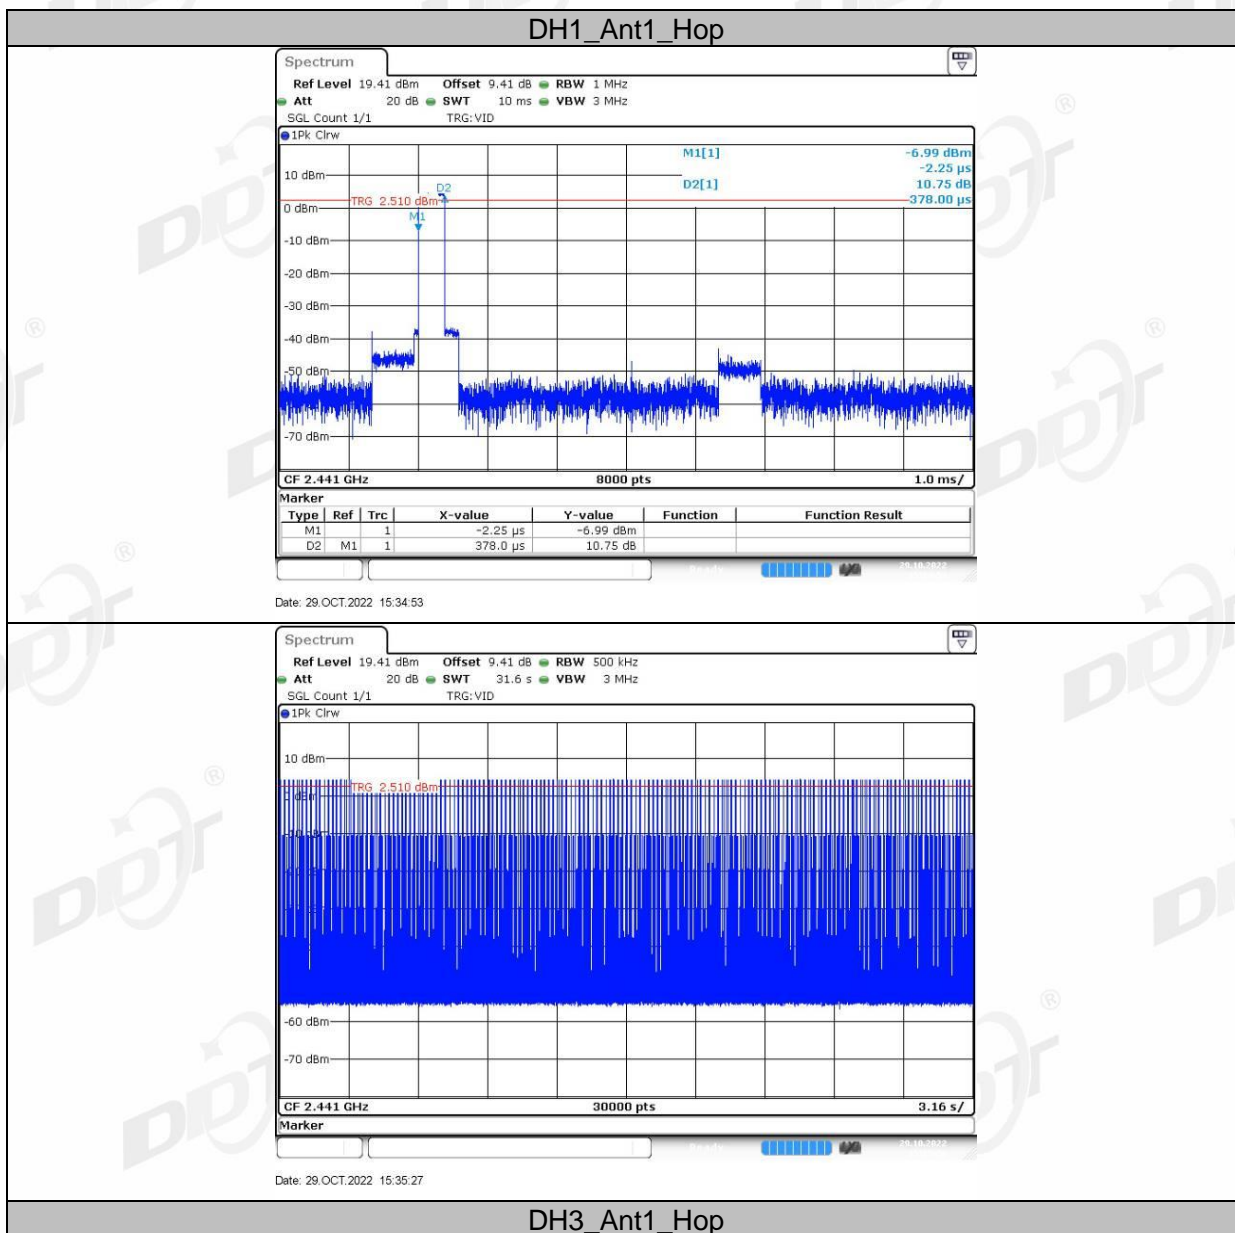 DH1_Ant1_Hop
Spectrum
Ref Level 19.41 dBm Offset 9.41 dB RBW 1 MHz
Att 20 dB SWT 10 ms VBW 3 MHz
SGL Count 1/1 TRG:VID
1Pk Clrw
M1[1] -6.99 dBm
-2.25 µs
D2[1] 10.75 dB
378.00 µs
10 dBm
D2
TRG 2.510 dBm
0 dBm
M1
-10 dBm
-20 dBm
-30 dBm
-40 dBm
-50 dBm
-70 dBm
CF 2.441 GHz 8000 pts 1.0 ms/
Marker
Type Ref Trc X-value Y-value Function Function Result
M1 1 -2.25 µs -6.99 dBm
D2 M1 1 378.0 µs 10.75 dB
Ready 29.10.2022
Date: 29.OCT.2022 15:34:53
Spectrum
Ref Level 19.41 dBm Offset 9.41 dB RBW 500 kHz
Att 20 dB SWT 31.6 s VBW 3 MHz
SGL Count 1/1 TRG:VID
1Pk Clrw
10 dBm
TRG 2.510 dBm
-60 dBm
-70 dBm
CF 2.441 GHz 30000 pts 3.16 s/
Marker
Ready 29.10.2022
Date: 29.OCT.2022 15:35:27
DH3_Ant1_Hop